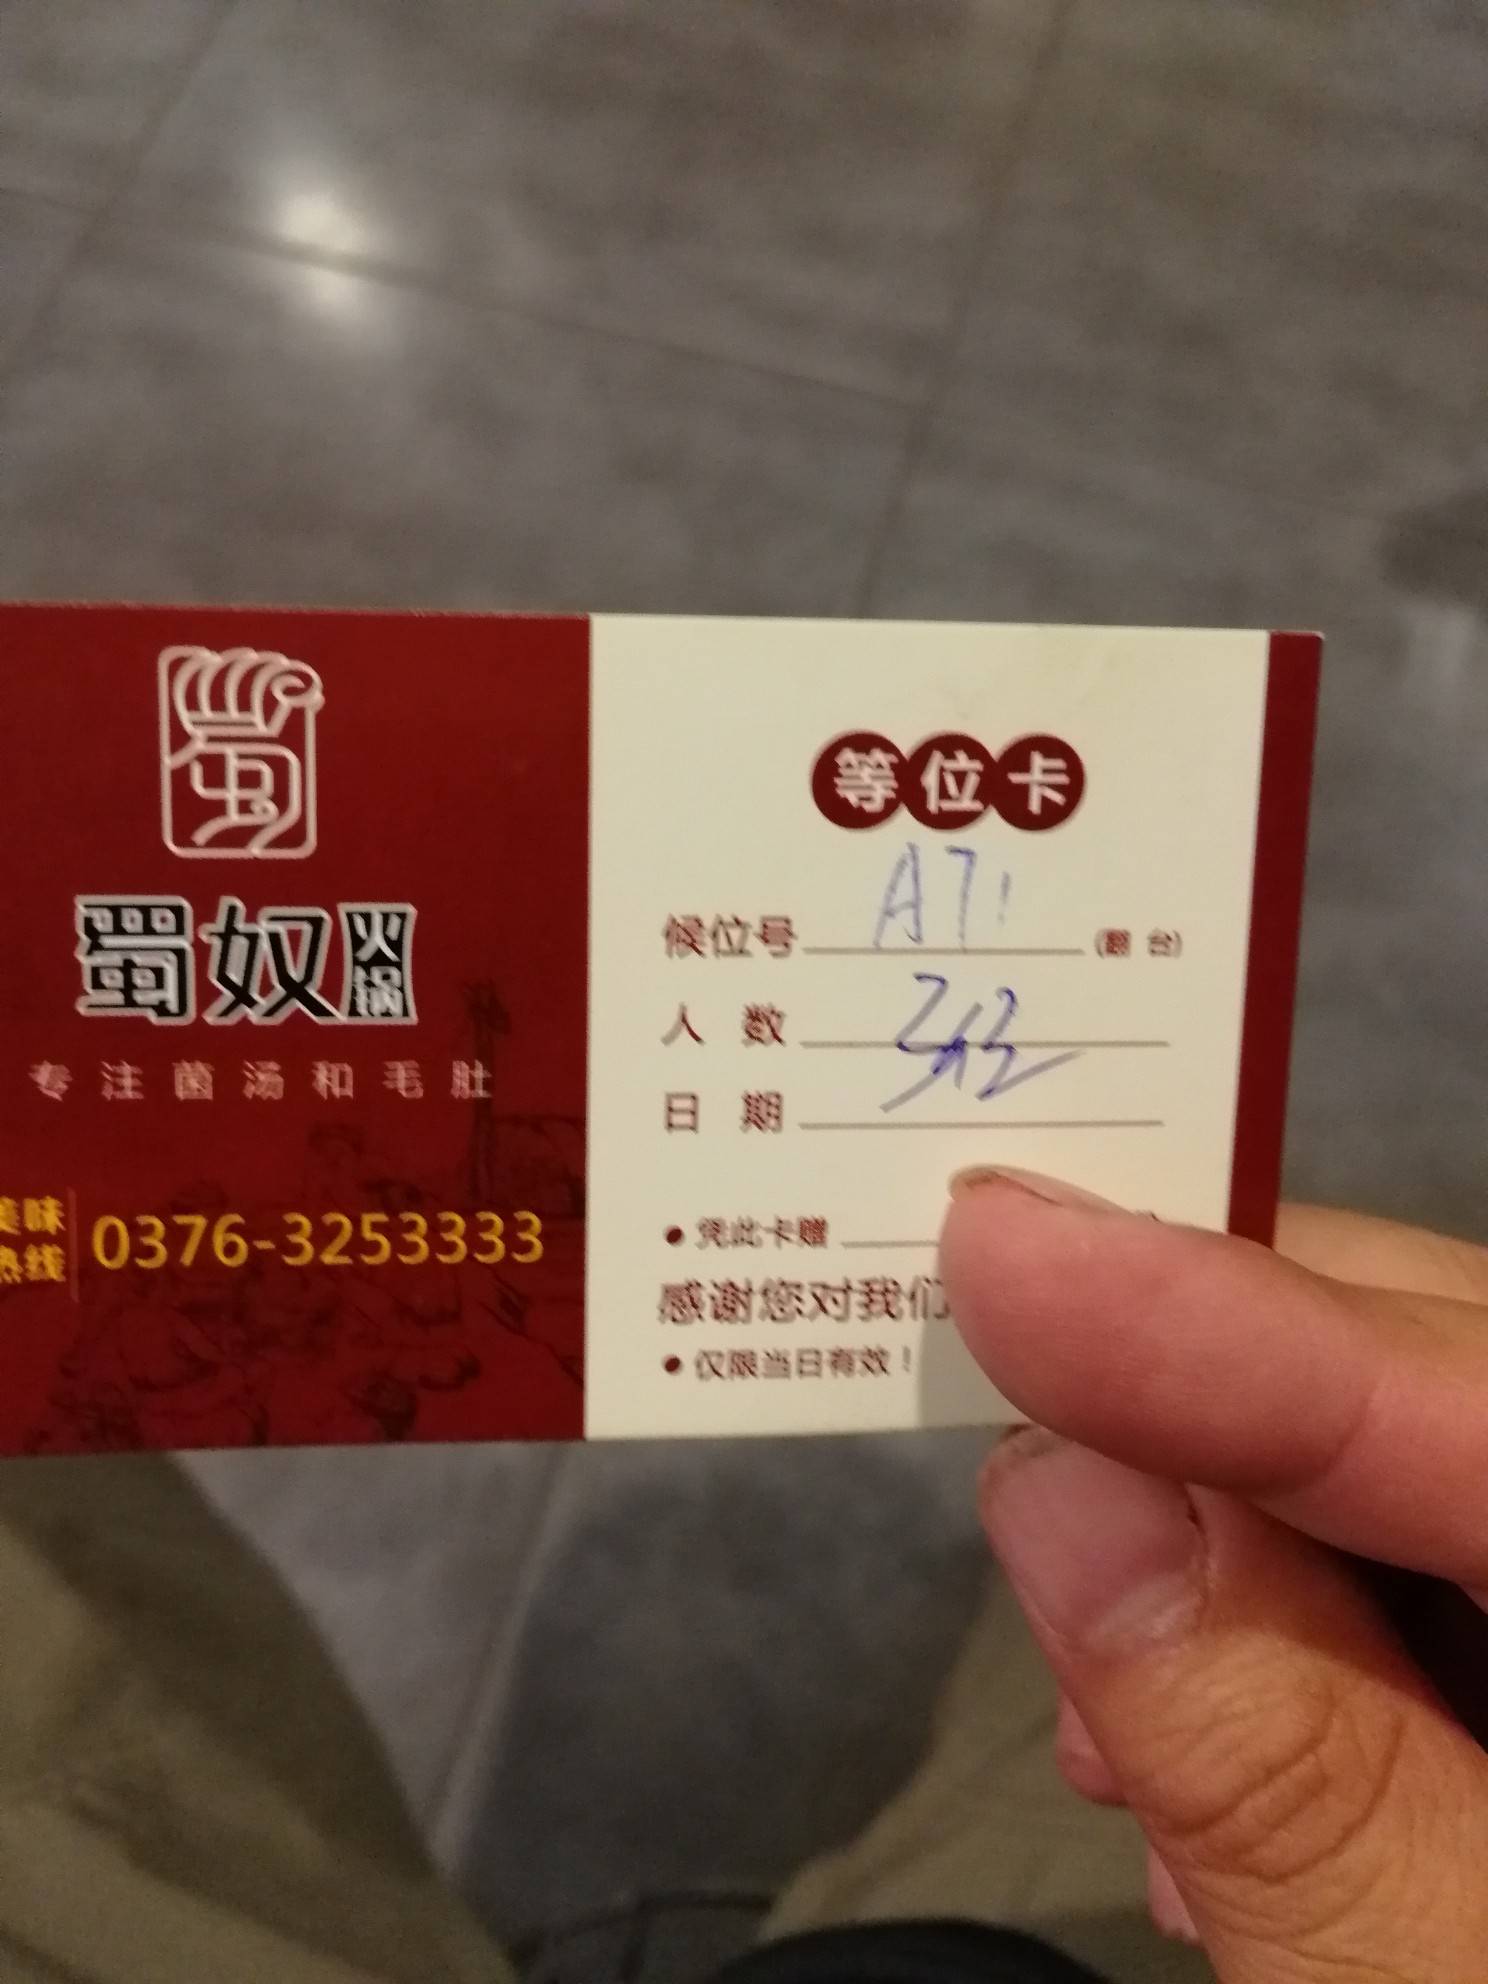 蜀
蜀奴火锅
专注菌汤和毛肚
美味
热线
0376-3253333
等位卡
候位号 A71 (翻台)
人数
日期
• 凭此卡赠
感谢您对我们
• 仅限当日有效！